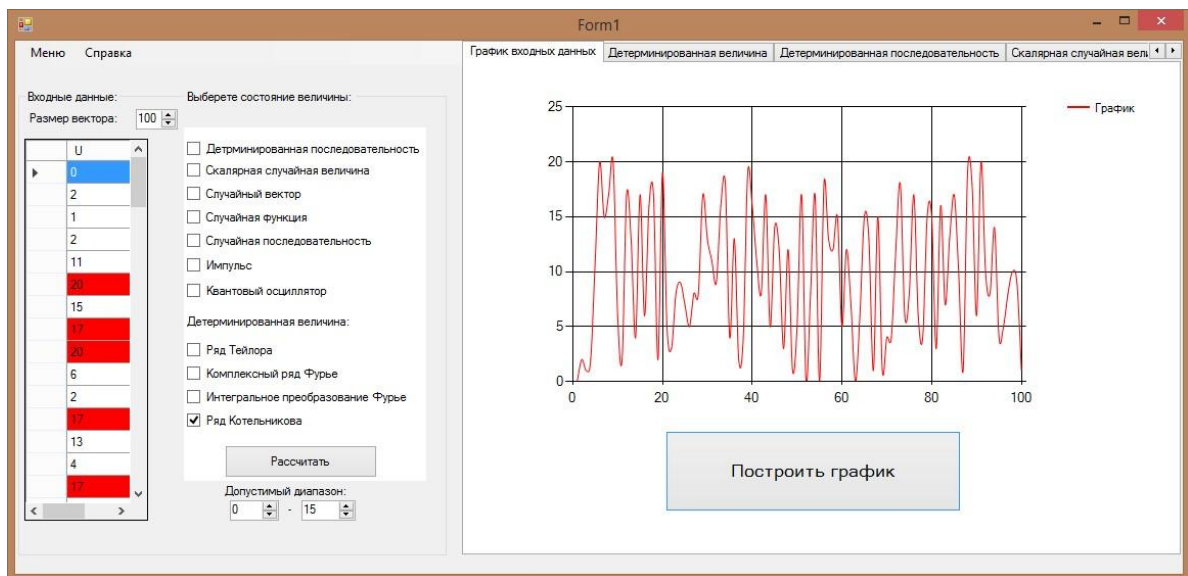 Form1
Меню Справка
Входные данные:
Размер вектора: 100
U
0
2
1
2
11
20
15
17
20
6
2
17
13
4
17
Выберете состояние величины:
Детрминированная последовательность
Скалярная случайная величина
Случайный вектор
Случайная функция
Случайная последовательность
Импульс
Квантовый осциллятор
Детерминированная величина:
Ряд Тейлора
Комплексный ряд Фурье
Интегральное преобразование Фурье
Ряд Котельникова
Рассчитать
Допустимый диапазон:
0 - 15
График входных данных Детерминированная величина Детерминированная последовательность Скалярная случайная вели
25
20
15
10
5
0
0 20 40 60 80 100
График
Построить график